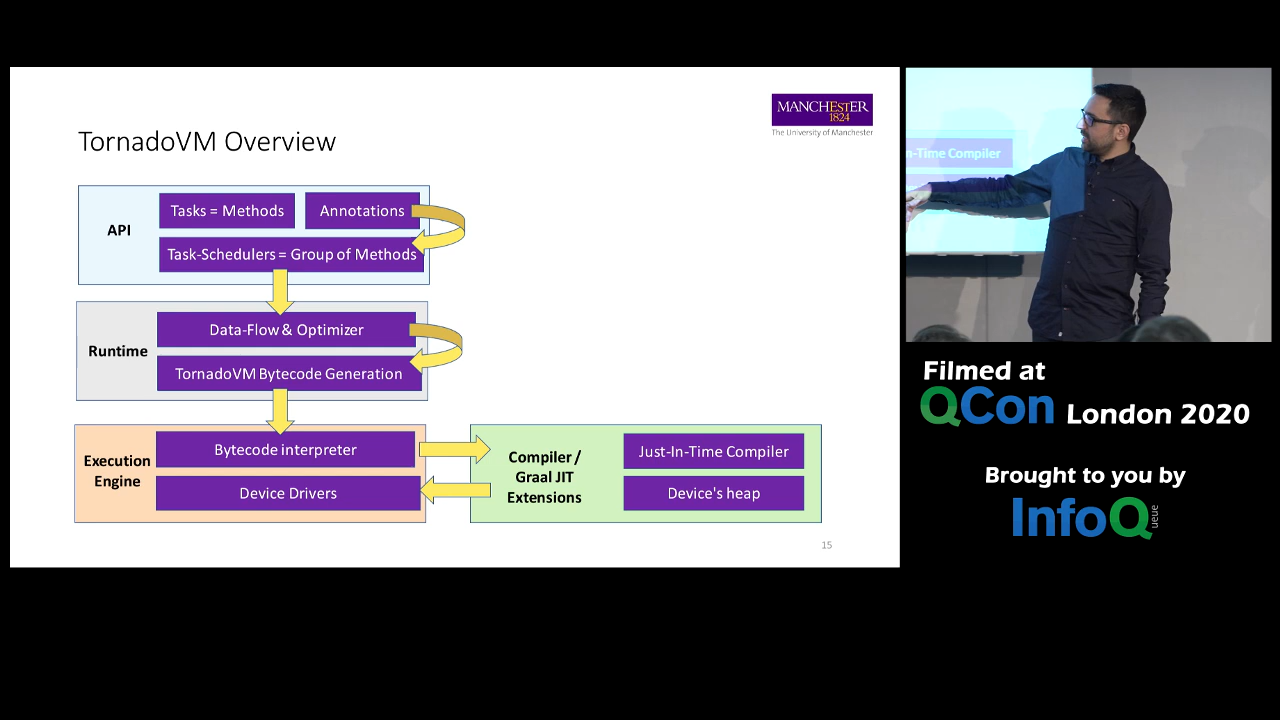 MANCHESTER
1824
The University of Manchester
TornadoVM Overview
API
Tasks = Methods
Annotations
Task-Schedulers = Group of Methods
Runtime
Data-Flow & Optimizer
TornadoVM Bytecode Generation
Execution
Engine
Bytecode interpreter
Device Drivers
Compiler /
Graal JIT
Extensions
Just-In-Time Compiler
Device's heap
15
n-Time Compiler
Filmed at
QCon London 2020
Brought to you by
InfoQueue